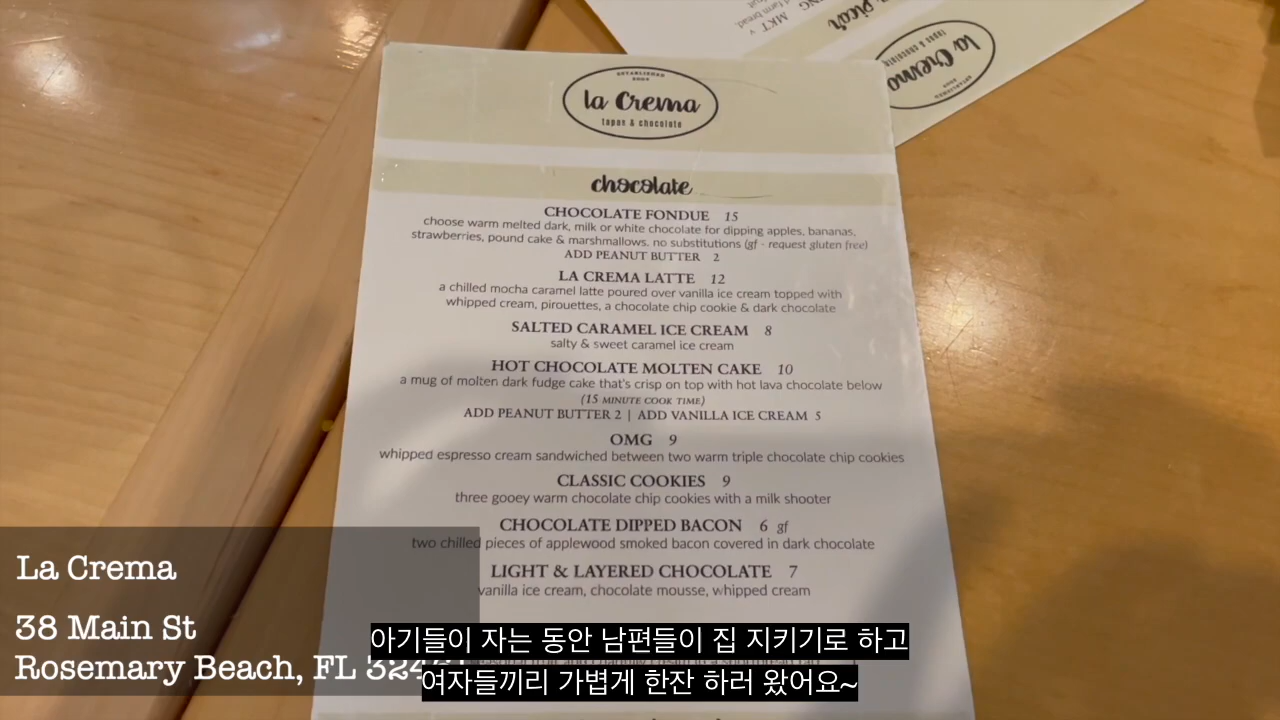 ESTABLISHED
2009
la Crema
tapas & chocolate
chocolate
CHOCOLATE FONDUE 15
choose warm melted dark, milk or white chocolate for dipping apples, bananas,
strawberries, pound cake & marshmallows. no substitutions (gf - request gluten free)
ADD PEANUT BUTTER 2
LA CREMA LATTE 12
a chilled mocha caramel latte poured over vanilla ice cream topped with
whipped cream, pirouettes, a chocolate chip cookie & dark chocolate
SALTED CARAMEL ICE CREAM 8
salty & sweet caramel ice cream
HOT CHOCOLATE MOLTEN CAKE 10
a mug of molten dark fudge cake that's crisp on top with hot lava chocolate below
(15 MINUTE COOK TIME)
ADD PEANUT BUTTER 2 | ADD VANILLA ICE CREAM 5
OMG 9
whipped espresso cream sandwiched between two warm triple chocolate chip cookies
CLASSIC COOKIES 9
three gooey warm chocolate chip cookies with a milk shooter
CHOCOLATE DIPPED BACON 6 gf
two chilled pieces of applewood smoked bacon covered in dark chocolate
LIGHT & LAYERED CHOCOLATE 7
vanilla ice cream, chocolate mousse, whipped cream
la Crema
tapas & chocolate
MKT
farm bread
La Crema
38 Main St
Rosemary Beach, FL
아기들이 자는 동안 남편들이 집 지키기로 하고
여자들끼리 가볍게 한잔 하러 왔어요~